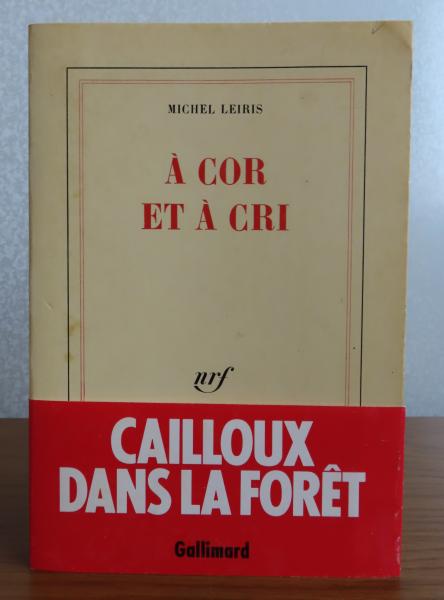 MICHEL LEIRIS
À COR
ET À CRI
nrf
CAILLOUX
DANS LA FORÊT
Gallimard